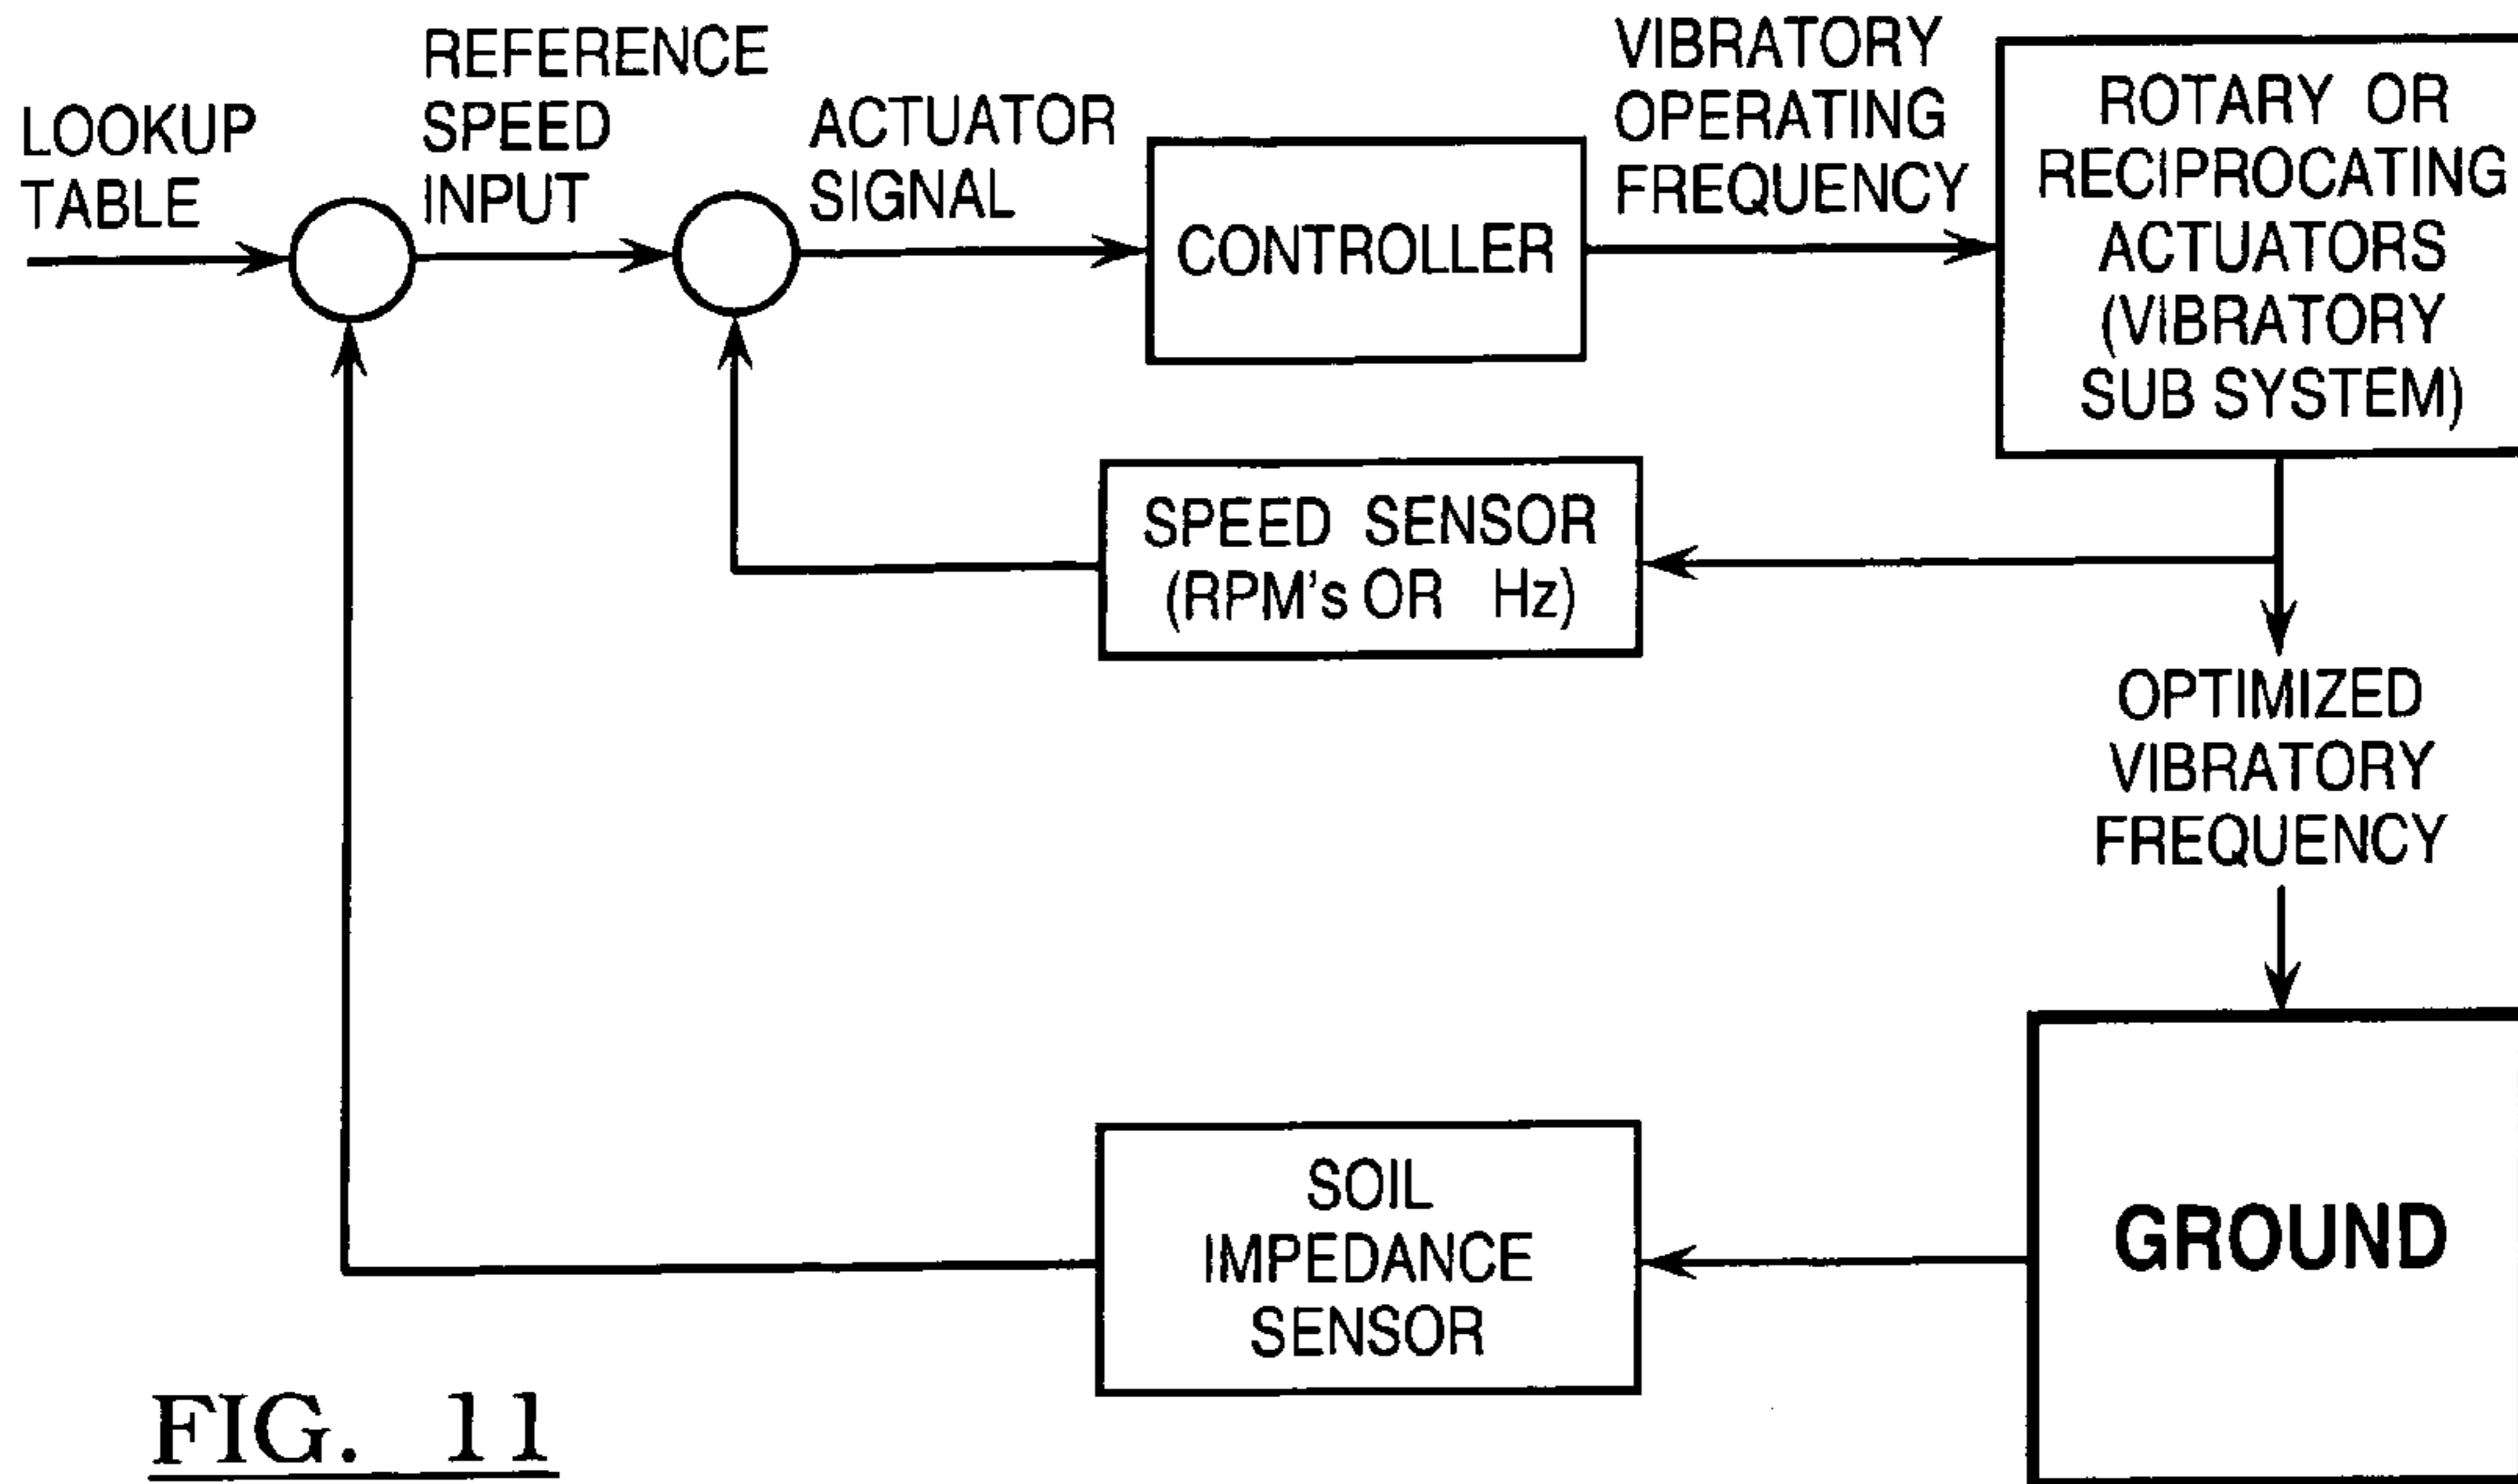 LOOKUP
TABLE
REFERENCE
SPEED
INPUT
ACTUATOR
SIGNAL
CONTROLLER
VIBRATORY
OPERATING
FREQUENCY
ROTARY OR
RECIPROCATING
ACTUATORS
(VIBRATORY
SUB SYSTEM)
SPEED SENSOR
(RPM's OR Hz)
OPTIMIZED
VIBRATORY
FREQUENCY
SOIL
IMPEDANCE
SENSOR
GROUND
FIG. 11